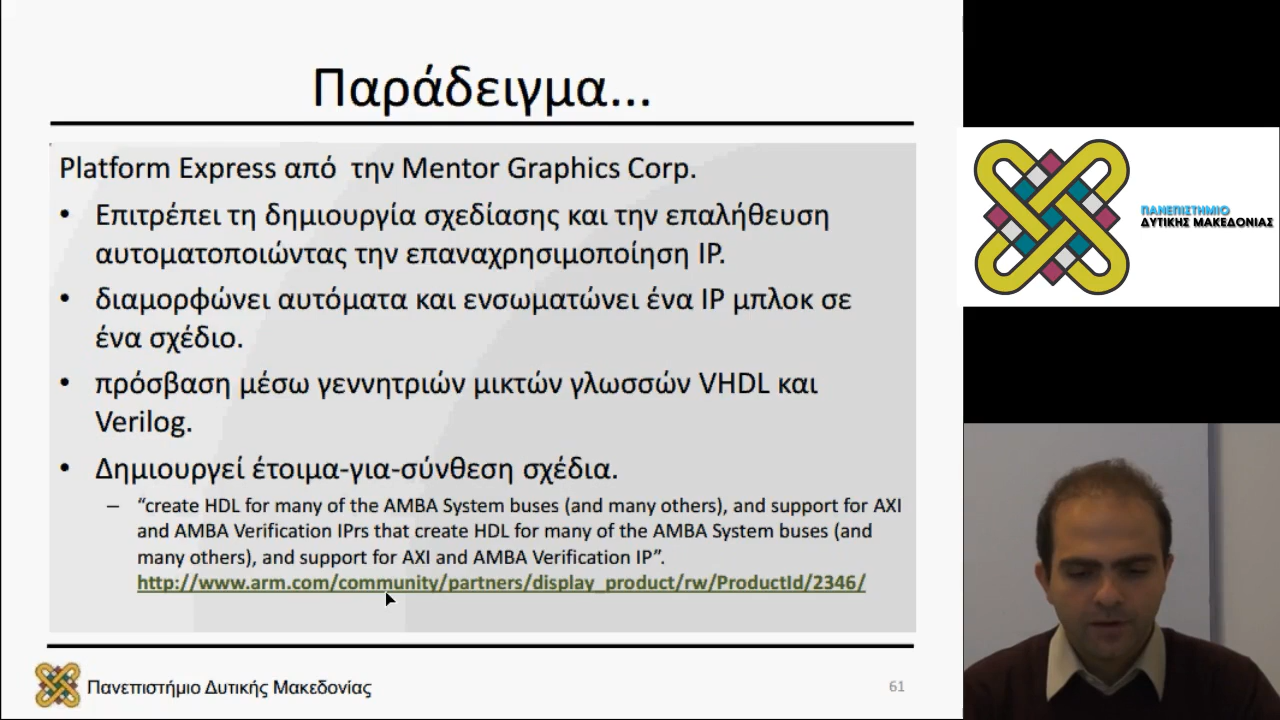 Παράδειγμα...
Platform Express από την Mentor Graphics Corp.
• Επιτρέπει τη δημιουργία σχεδίασης και την επαλήθευση
αυτοματοποιώντας την επαναχρησιμοποίηση IP.
• διαμορφώνει αυτόματα και ενσωματώνει ένα IP μπλοκ σε
ένα σχέδιο.
• πρόσβαση μέσω γεννητριών μικτών γλωσσών VHDL και
Verilog.
• Δημιουργεί έτοιμα-για-σύνθεση σχέδια.
– “create HDL for many of the AMBA System buses (and many others), and support for AXI
and AMBA Verification IPrs that create HDL for many of the AMBA System buses (and
many others), and support for AXI and AMBA Verification IP”.
http://www.arm.com/community/partners/display_product/rw/ProductId/2346/
Πανεπιστήμιο Δυτικής Μακεδονίας
61
ΠΑΝΕΠΙΣΤΗΜΙΟ
ΔΥΤΙΚΗΣ ΜΑΚΕΔΟΝΙΑΣ